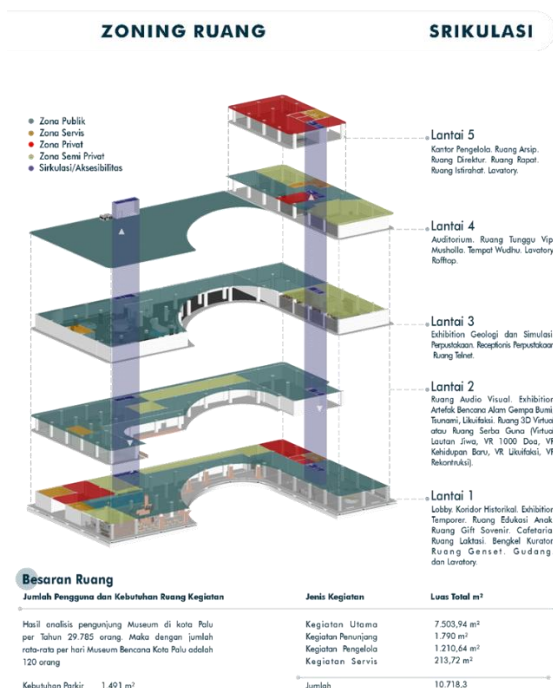 ZONING RUANG
SRIKULASI
Zona Publik
Zona Servis
Zona Privat
Zona Semi Privat
Sirkulasi/Aksesibilitas
Lantai 5
Kantor Pengelola. Ruang Arsip.
Ruang Direktur. Ruang Rapat.
Ruang Istirahat. Lavatory.
Lantai 4
Auditorium. Ruang Tunggu Vip
Musholla. Tempat Wudhu. Lavatory
Rofftop.
Lantai 3
Exhibition Geologi dan Simulasi
Perpustakaan. Receptionis Perpustakaan
Ruang Telnet.
Lantai 2
Ruang Audio Visual. Exhibition
Artefak Bencana Alam Gempa Bumi
Tsunami, Likuifaksi. Ruang 3D Virtua
atau Ruang Serba Guna (Virtua
Lautan Jiwa, VR 1000 Doa, VR
Kehidupan Baru, VR Likuifaksi, VR
Rekontruksi).
Lantai 1
Lobby. Koridor Historikal. Exhibition
Temporer. Ruang Edukasi Anak
Ruang Gift Sovenir. Cafetaria
Ruang Laktasi. Bengkel Kurator
Ruang Genset. Gudang
dan Lavatory
Besaran Ruang
Jumlah Pengguna dan Kebutuhan Ruang Kegiatan
Hasil analisis pengunjung Museum di kota Palu
per Tahun 29.785 orang. Maka dengan jumlah
rata-rata per hari Museum Bencana Kota Palu adalah
120 orang
Kebutuhan Parkir 1.491 m²
Jenis Kegiatan Luas Total m²
Kegiatan Utama 7.503,94 m²
Kegiatan Penunjang 1.790 m²
Kegiatan Pengelola 1.210,64 m²
Kegiatan Servis 213,72 m²
Jumlah 10.718,3